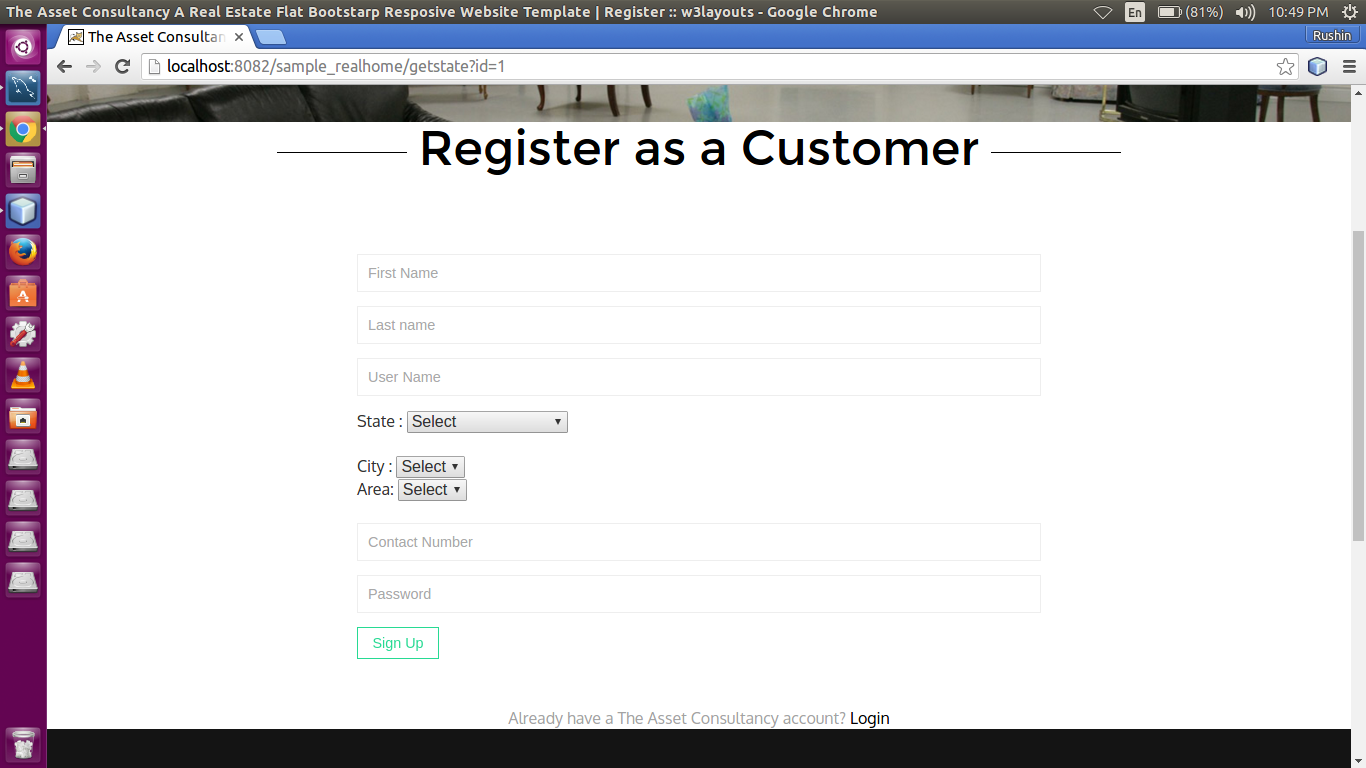 The Asset Consultancy A Real Estate Flat Bootstarp Resposive Website Template | Register :: w3layouts - Google Chrome En (81%) 10:49 PM
The Asset Consultan Rushin
localhost:8082/sample_realhome/getstate?id=1
Register as a Customer
First Name
Last name
User Name
State : Select
City : Select
Area: Select
Contact Number
Password
Sign Up
Already have a The Asset Consultancy account? Login